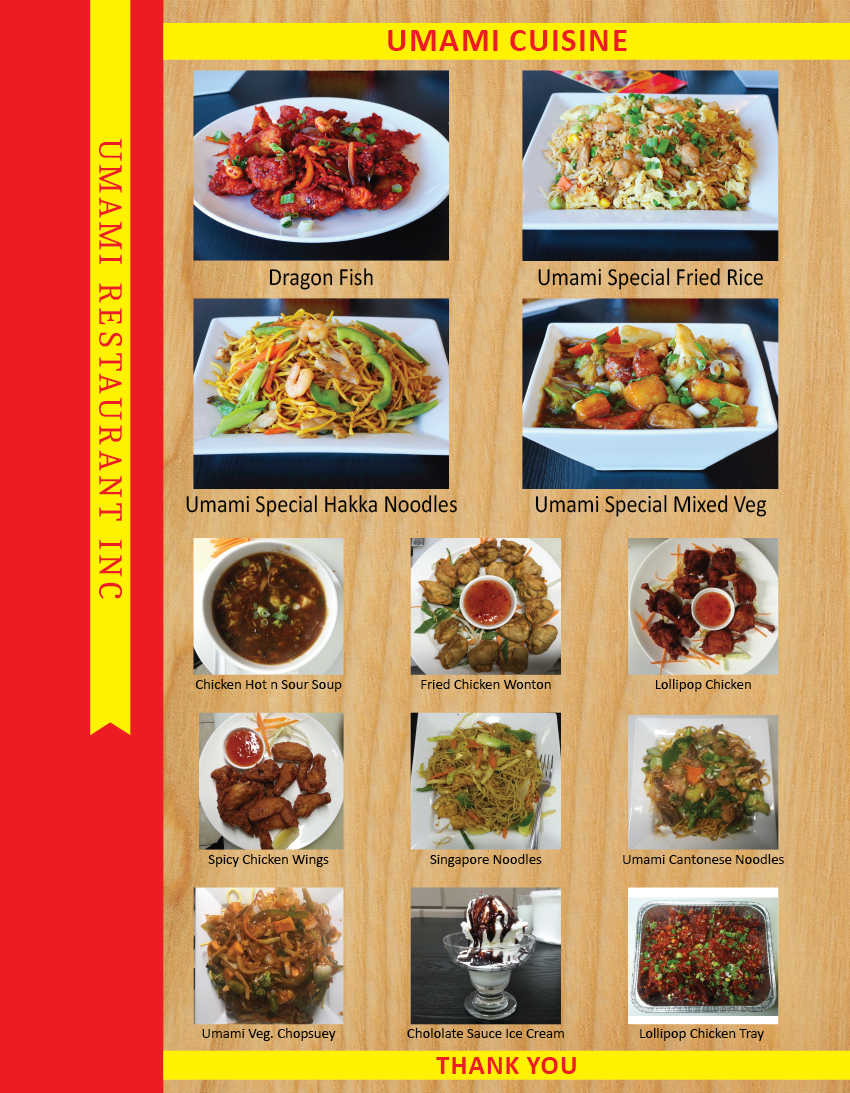 UMAMI CUISINE
UMAMI RESTAURANT INC
Dragon Fish
Umami Special Fried Rice
Umami Special Hakka Noodles
Umami Special Mixed Veg
Chicken Hot n Sour Soup
Fried Chicken Wonton
Lollipop Chicken
Spicy Chicken Wings
Singapore Noodles
Umami Cantonese Noodles
Umami Veg. Chopsuey
Chololate Sauce Ice Cream
Lollipop Chicken Tray
THANK YOU